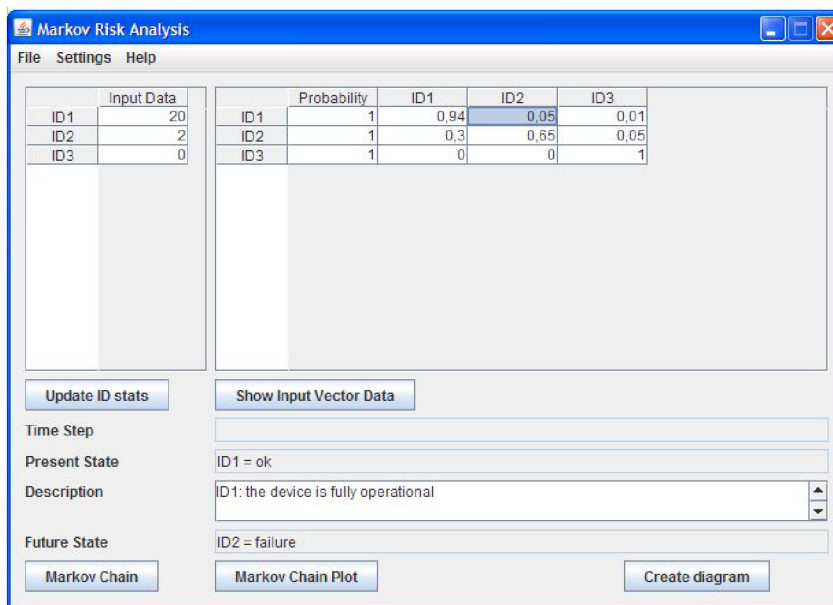 Markov Risk Analysis
File Settings Help
Input Data
ID1 20
ID2 2
ID3 0
Probability ID1 ID2 ID3
ID1 1 0,94 0,05 0,01
ID2 1 0,3 0,65 0,05
ID3 1 0 0 1
Update ID stats Show Input Vector Data
Time Step
Present State ID1 = ok
Description ID1: the device is fully operational
Future State ID2 = failure
Markov Chain Markov Chain Plot Create diagram